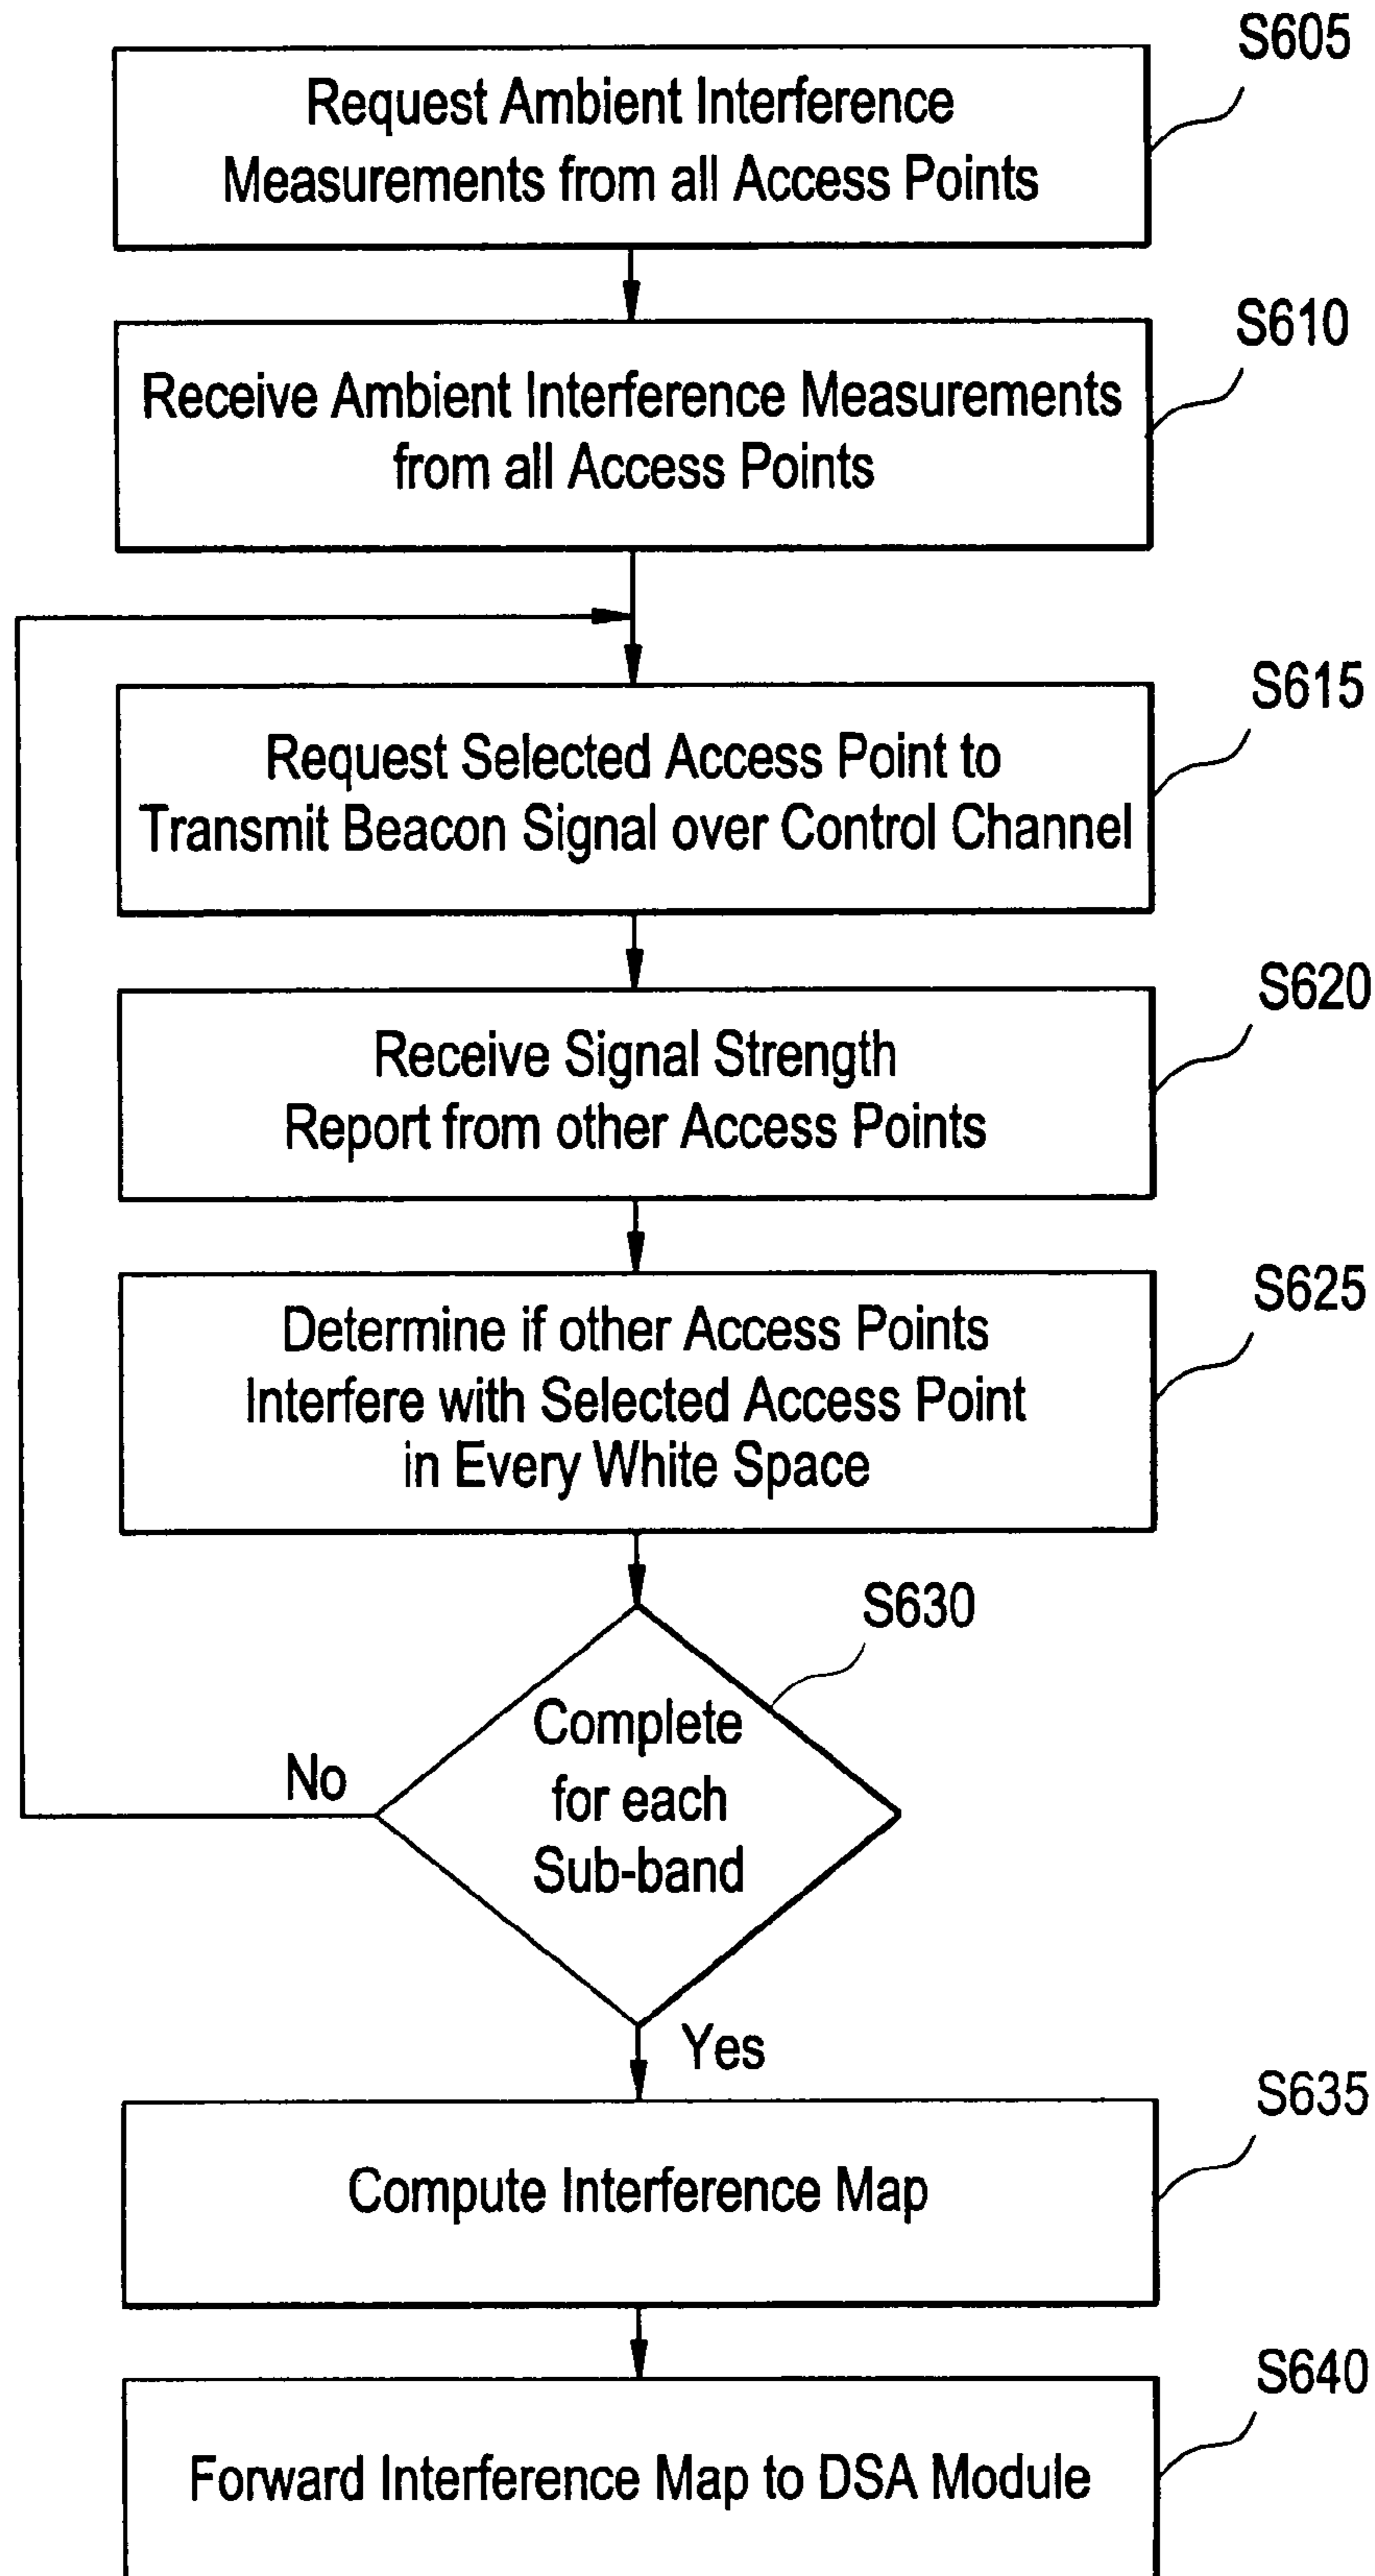 S605
Request Ambient Interference
Measurements from all Access Points
S610
Receive Ambient Interference Measurements
from all Access Points
S615
Request Selected Access Point to
Transmit Beacon Signal over Control Channel
S620
Receive Signal Strength
Report from other Access Points
S625
Determine if other Access Points
Interfere with Selected Access Point
in Every White Space
S630
Complete
for each
Sub-band
No
Yes
S635
Compute Interference Map
S640
Forward Interference Map to DSA Module